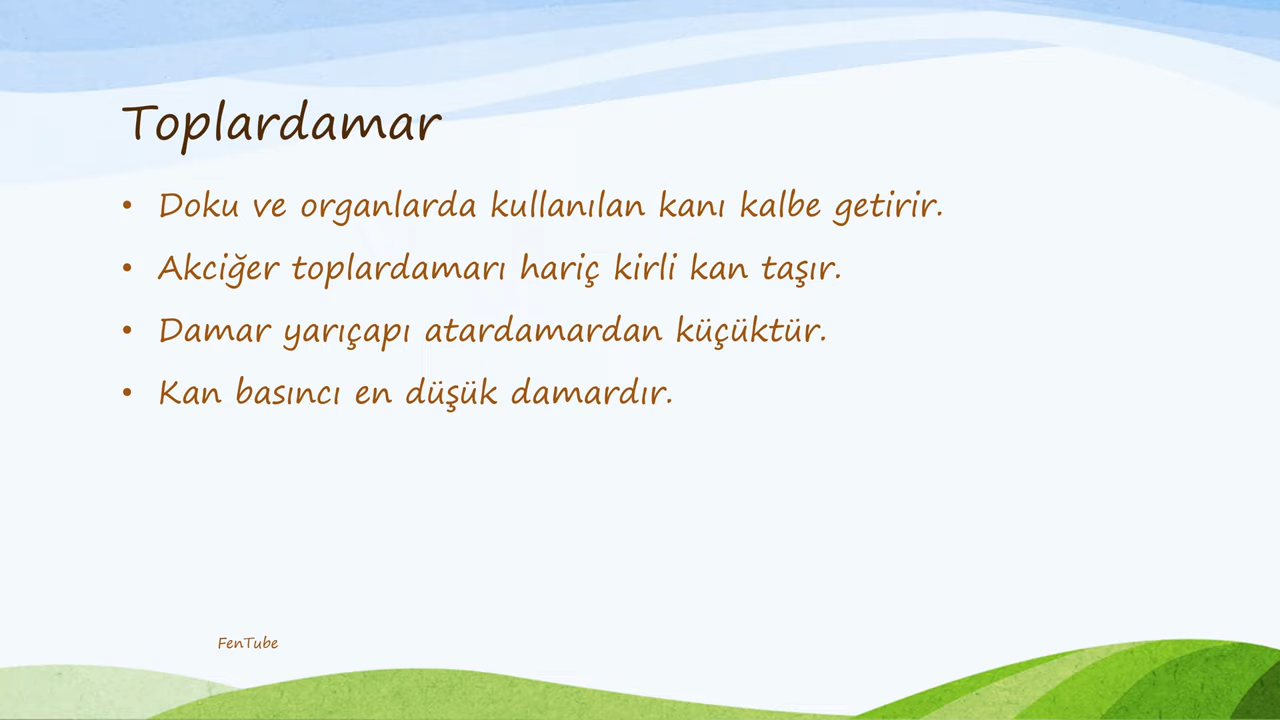 Toplardamar
• Doku ve organlarda kullanılan kanı kalbe getirir.
• Akciğer toplardamarı hariç kirli kan taşır.
• Damar yarıçapı atardamardan küçüktür.
• Kan basıncı en düşük damardır.
FenTube